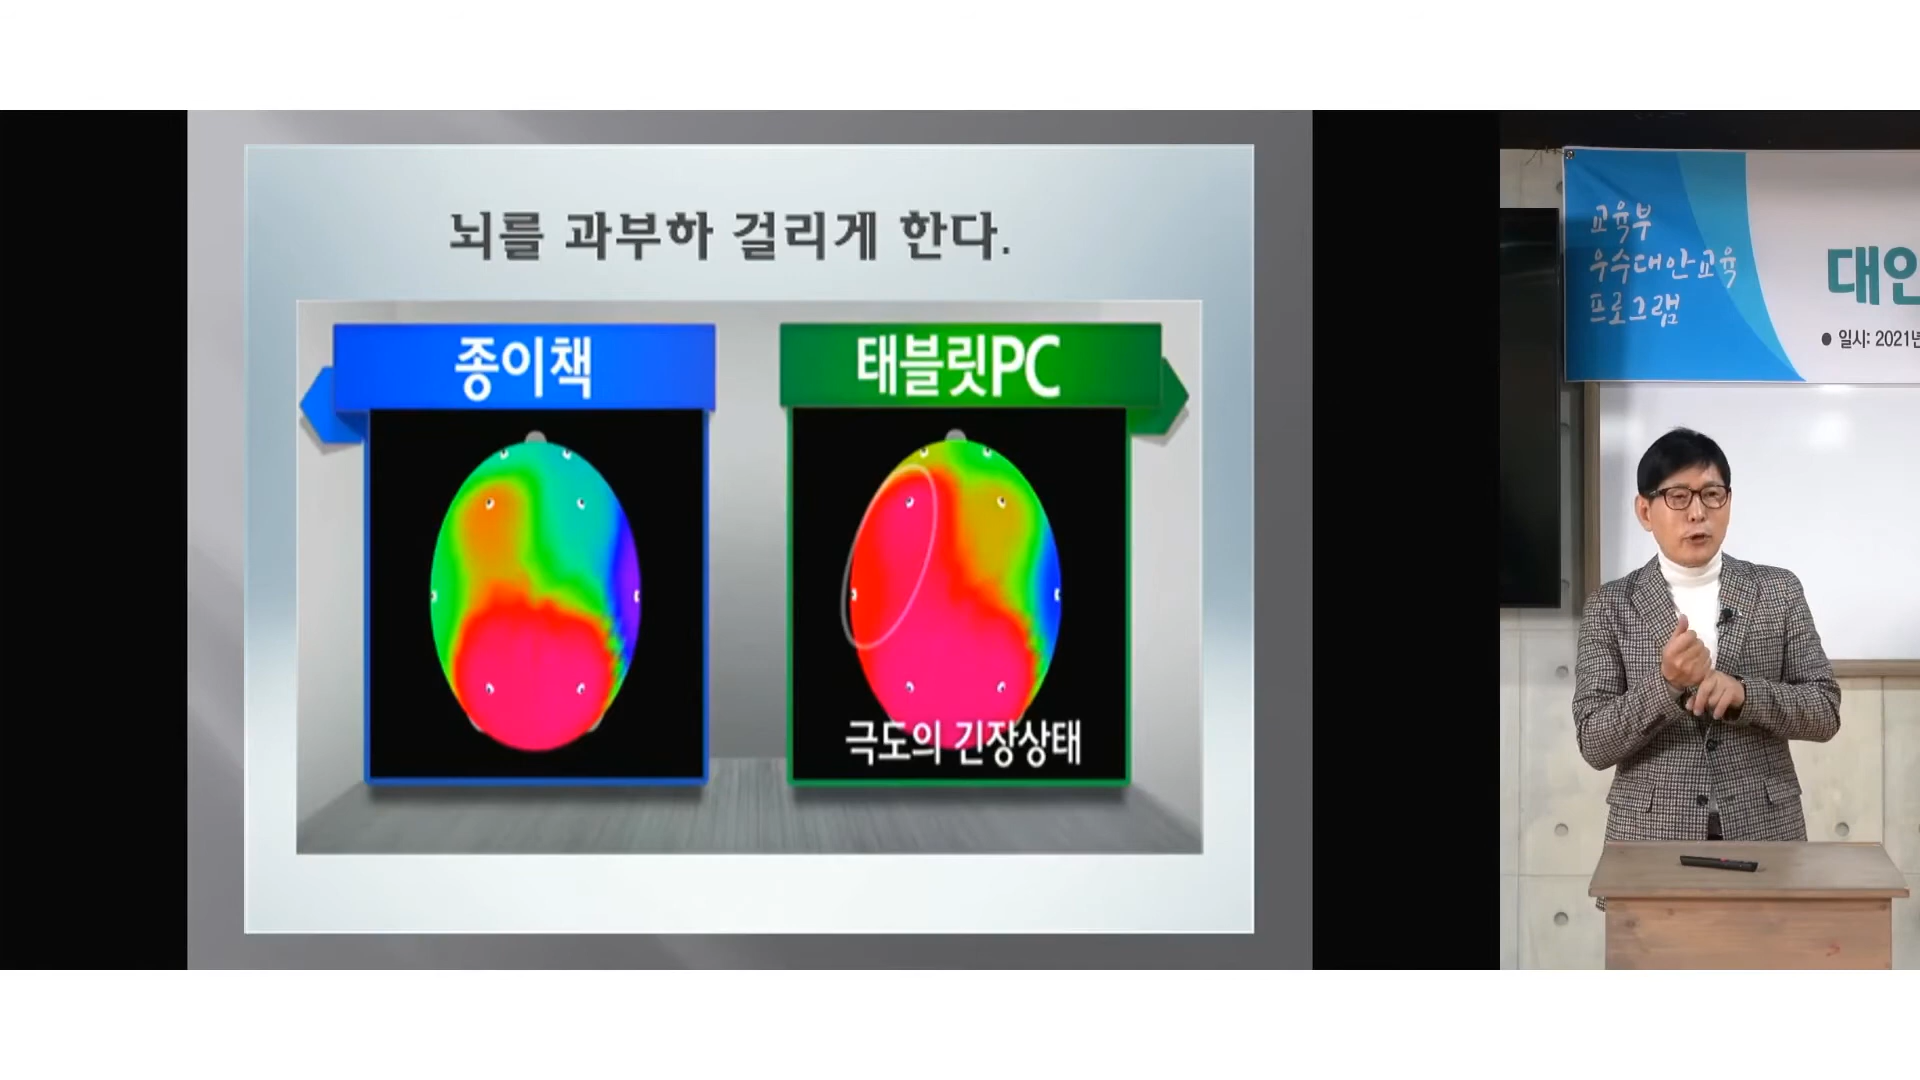 뇌를 과부하 걸리게 한다.
종이책
태블릿PC
극도의 긴장상태
교육부
우수대안교육
프로그램
● 일시: 2021년